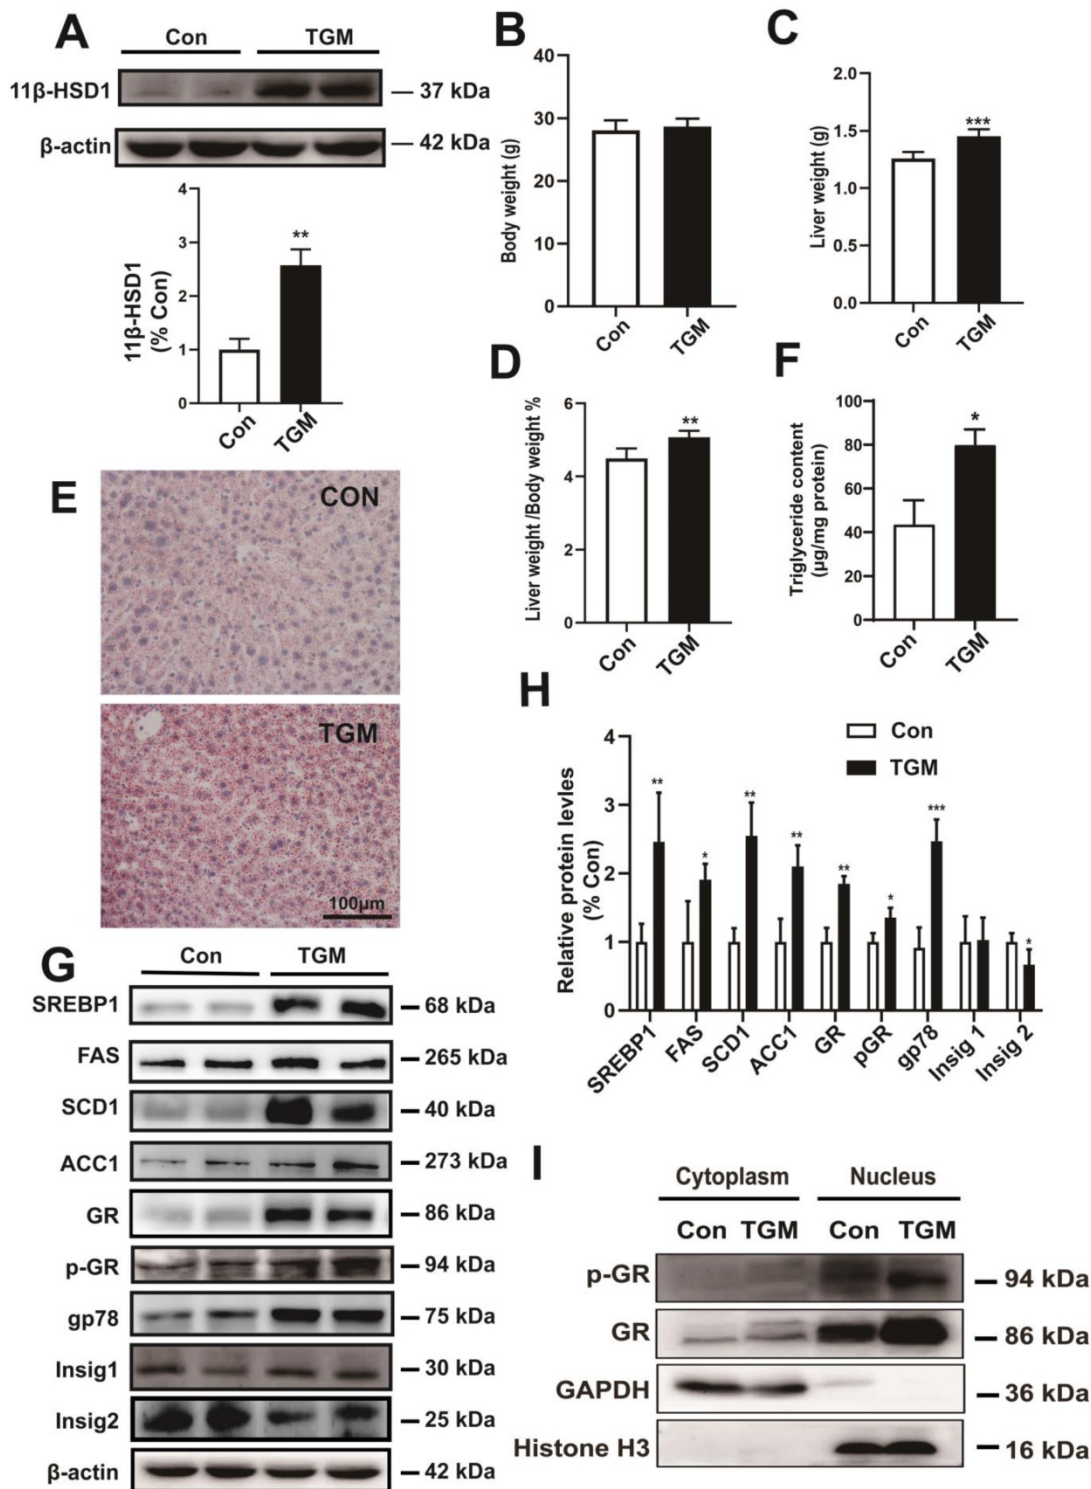 A
Con TGM
11β-HSD1 37 kDa
β-actin 42 kDa
11β-HSD1
(% Con)
4
3
2
1
0
**
Con TGM
B
Body weight (g)
40
30
20
10
0
Con TGM
C
Liver weight (g)
2.0
1.5
1.0
0.5
0.0
***
Con TGM
D
Liver weight /Body weight %
6
4
2
0
**
Con TGM
F
Triglyceride content
(μg/mg protein)
100
80
60
40
20
0
*
Con TGM
E
CON
TGM
100μm
H
Con
TGM
Relative protein levles
(% Con)
4
3
2
1
0
** * ** ** ** * *** *
SREBP1 FAS SCD1 ACC1 GR pGR gp78 Insig 1 Insig 2
G
Con TGM
SREBP1 68 kDa
FAS 265 kDa
SCD1 40 kDa
ACC1 273 kDa
GR 86 kDa
p-GR 94 kDa
gp78 75 kDa
Insig1 30 kDa
Insig2 25 kDa
β-actin 42 kDa
I
Cytoplasm Nucleus
Con TGM Con TGM
p-GR 94 kDa
GR 86 kDa
GAPDH 36 kDa
Histone H3 16 kDa